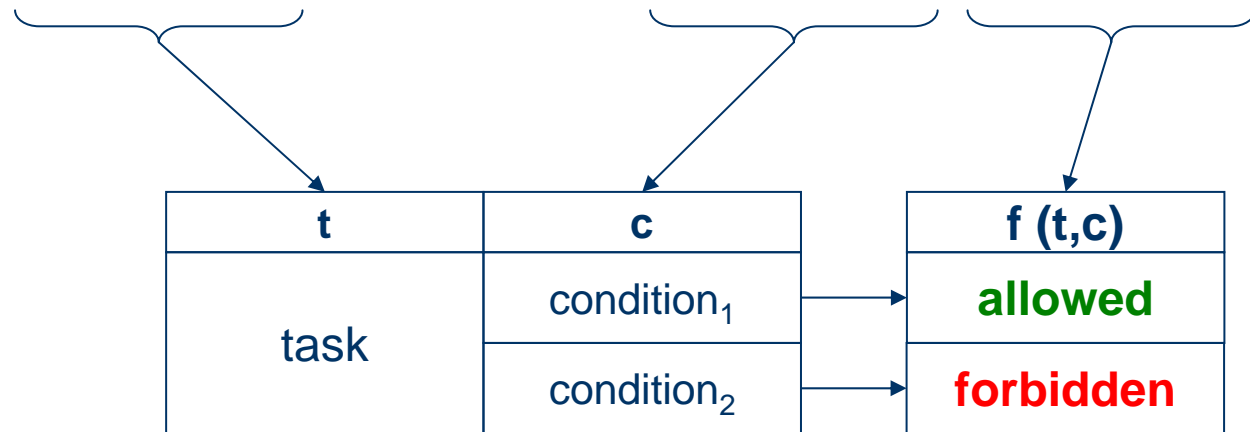 t c f (t,c)
condition₁ allowed
task
condition₂ forbidden